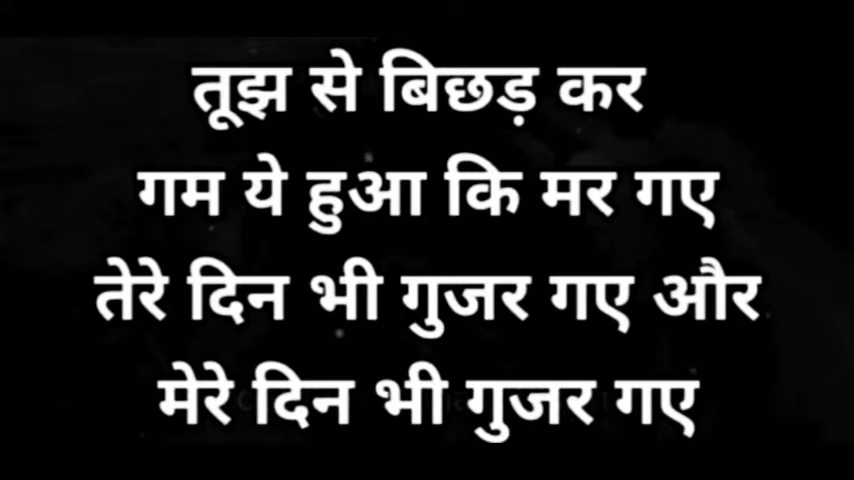 तूझ से बिछड़ कर
गम ये हुआ कि मर गए
तेरे दिन भी गुजर गए और
मेरे दिन भी गुजर गए